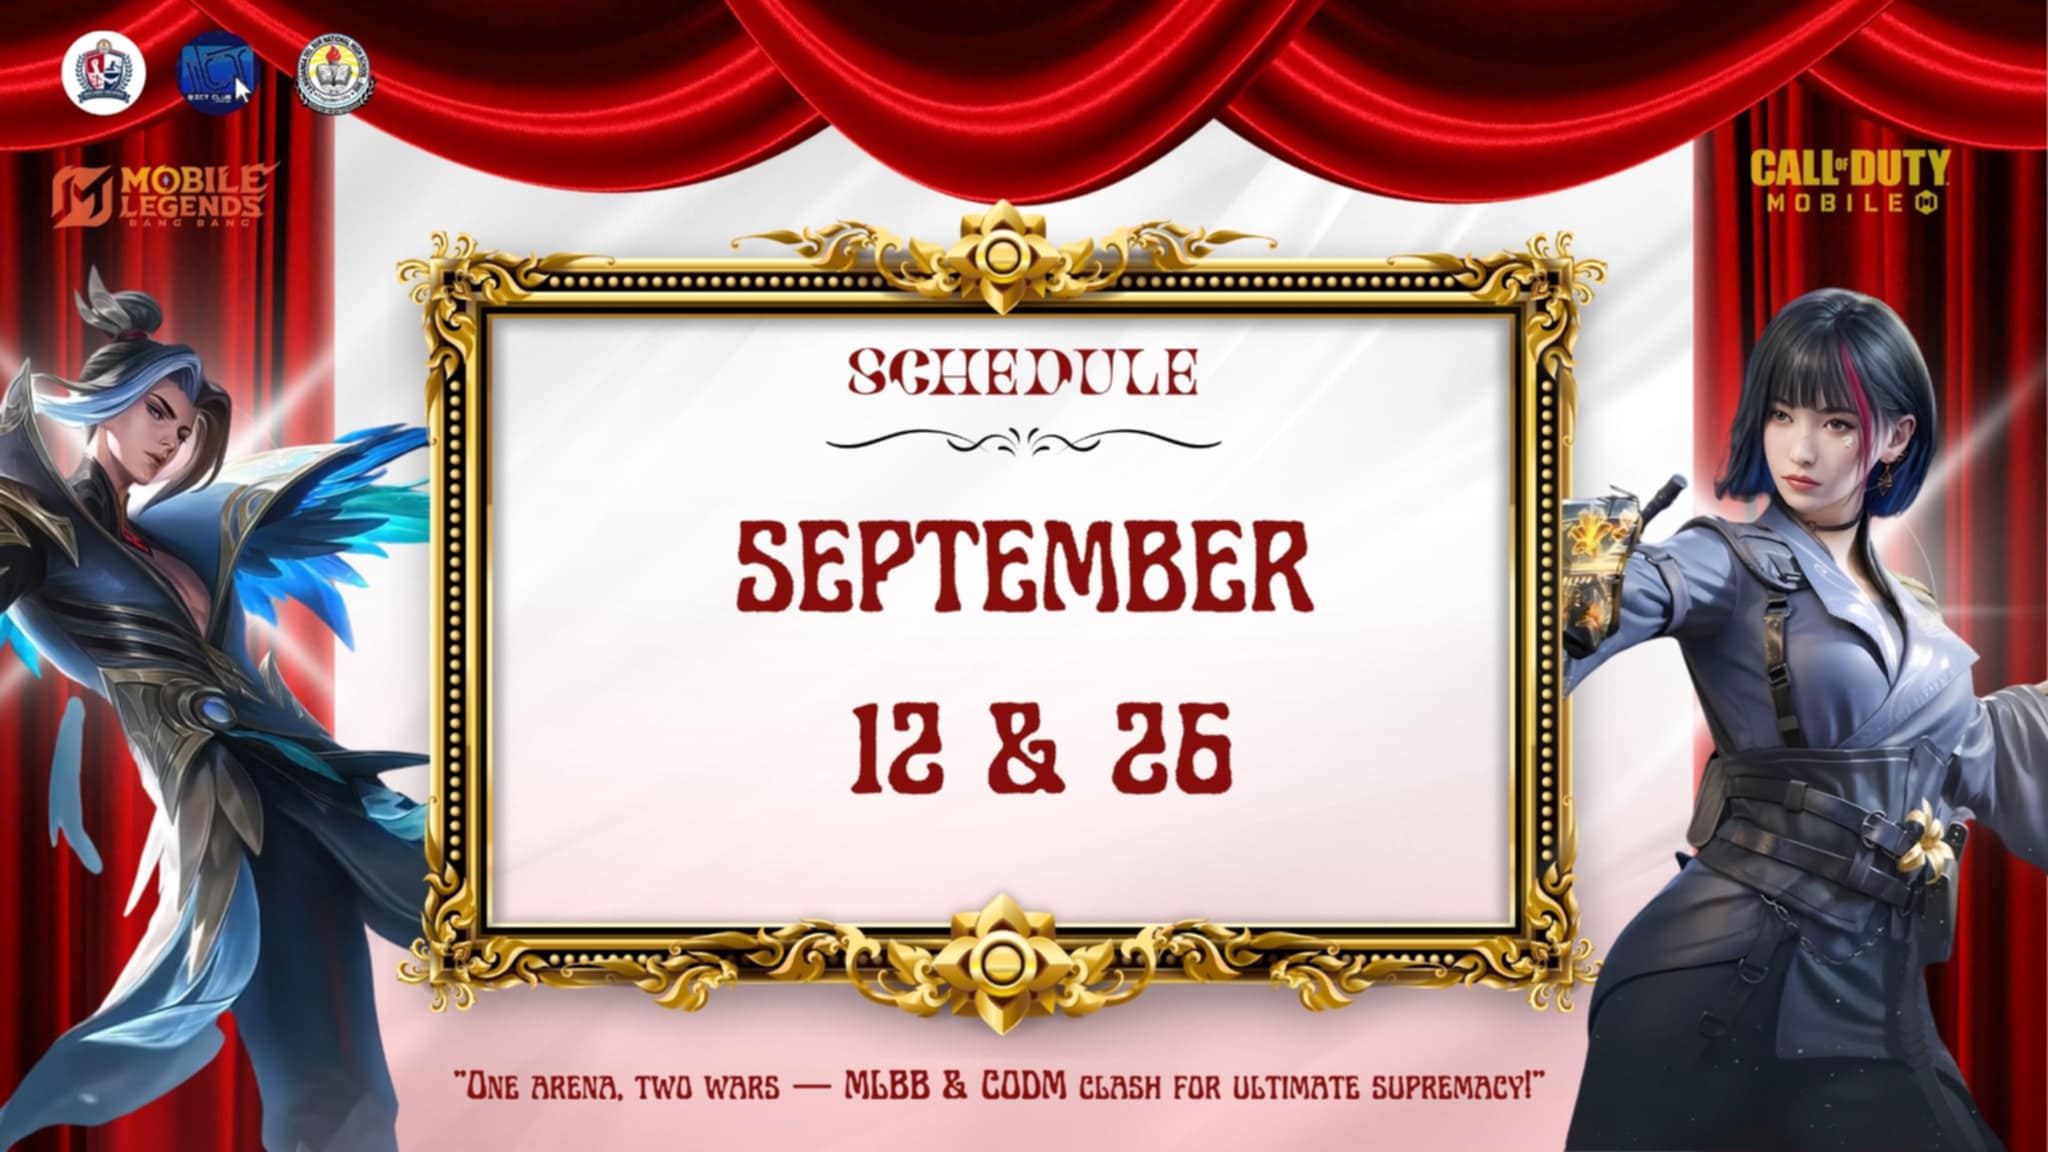 MOBILE
LEGENDS
BANG BANG
CALL OF DUTY
MOBILE
SCHEDULE
SEPTEMBER
12 & 26
"ONE ARENA, TWO WARS — MLBB & CODM CLASH FOR ULTIMATE SUPREMACY!"